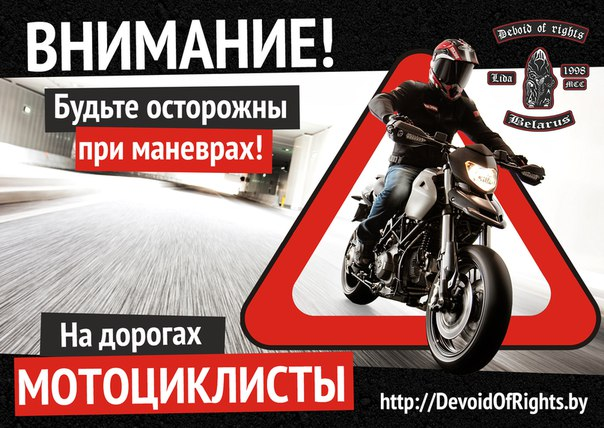 ВНИМАНИЕ!
Devoid of rights
Lida
1998
MCC
Belarus
Будьте осторожны
при маневрах!
На дорогах
МОТОЦИКЛИСТЫ
http://DevoidOfRights.by